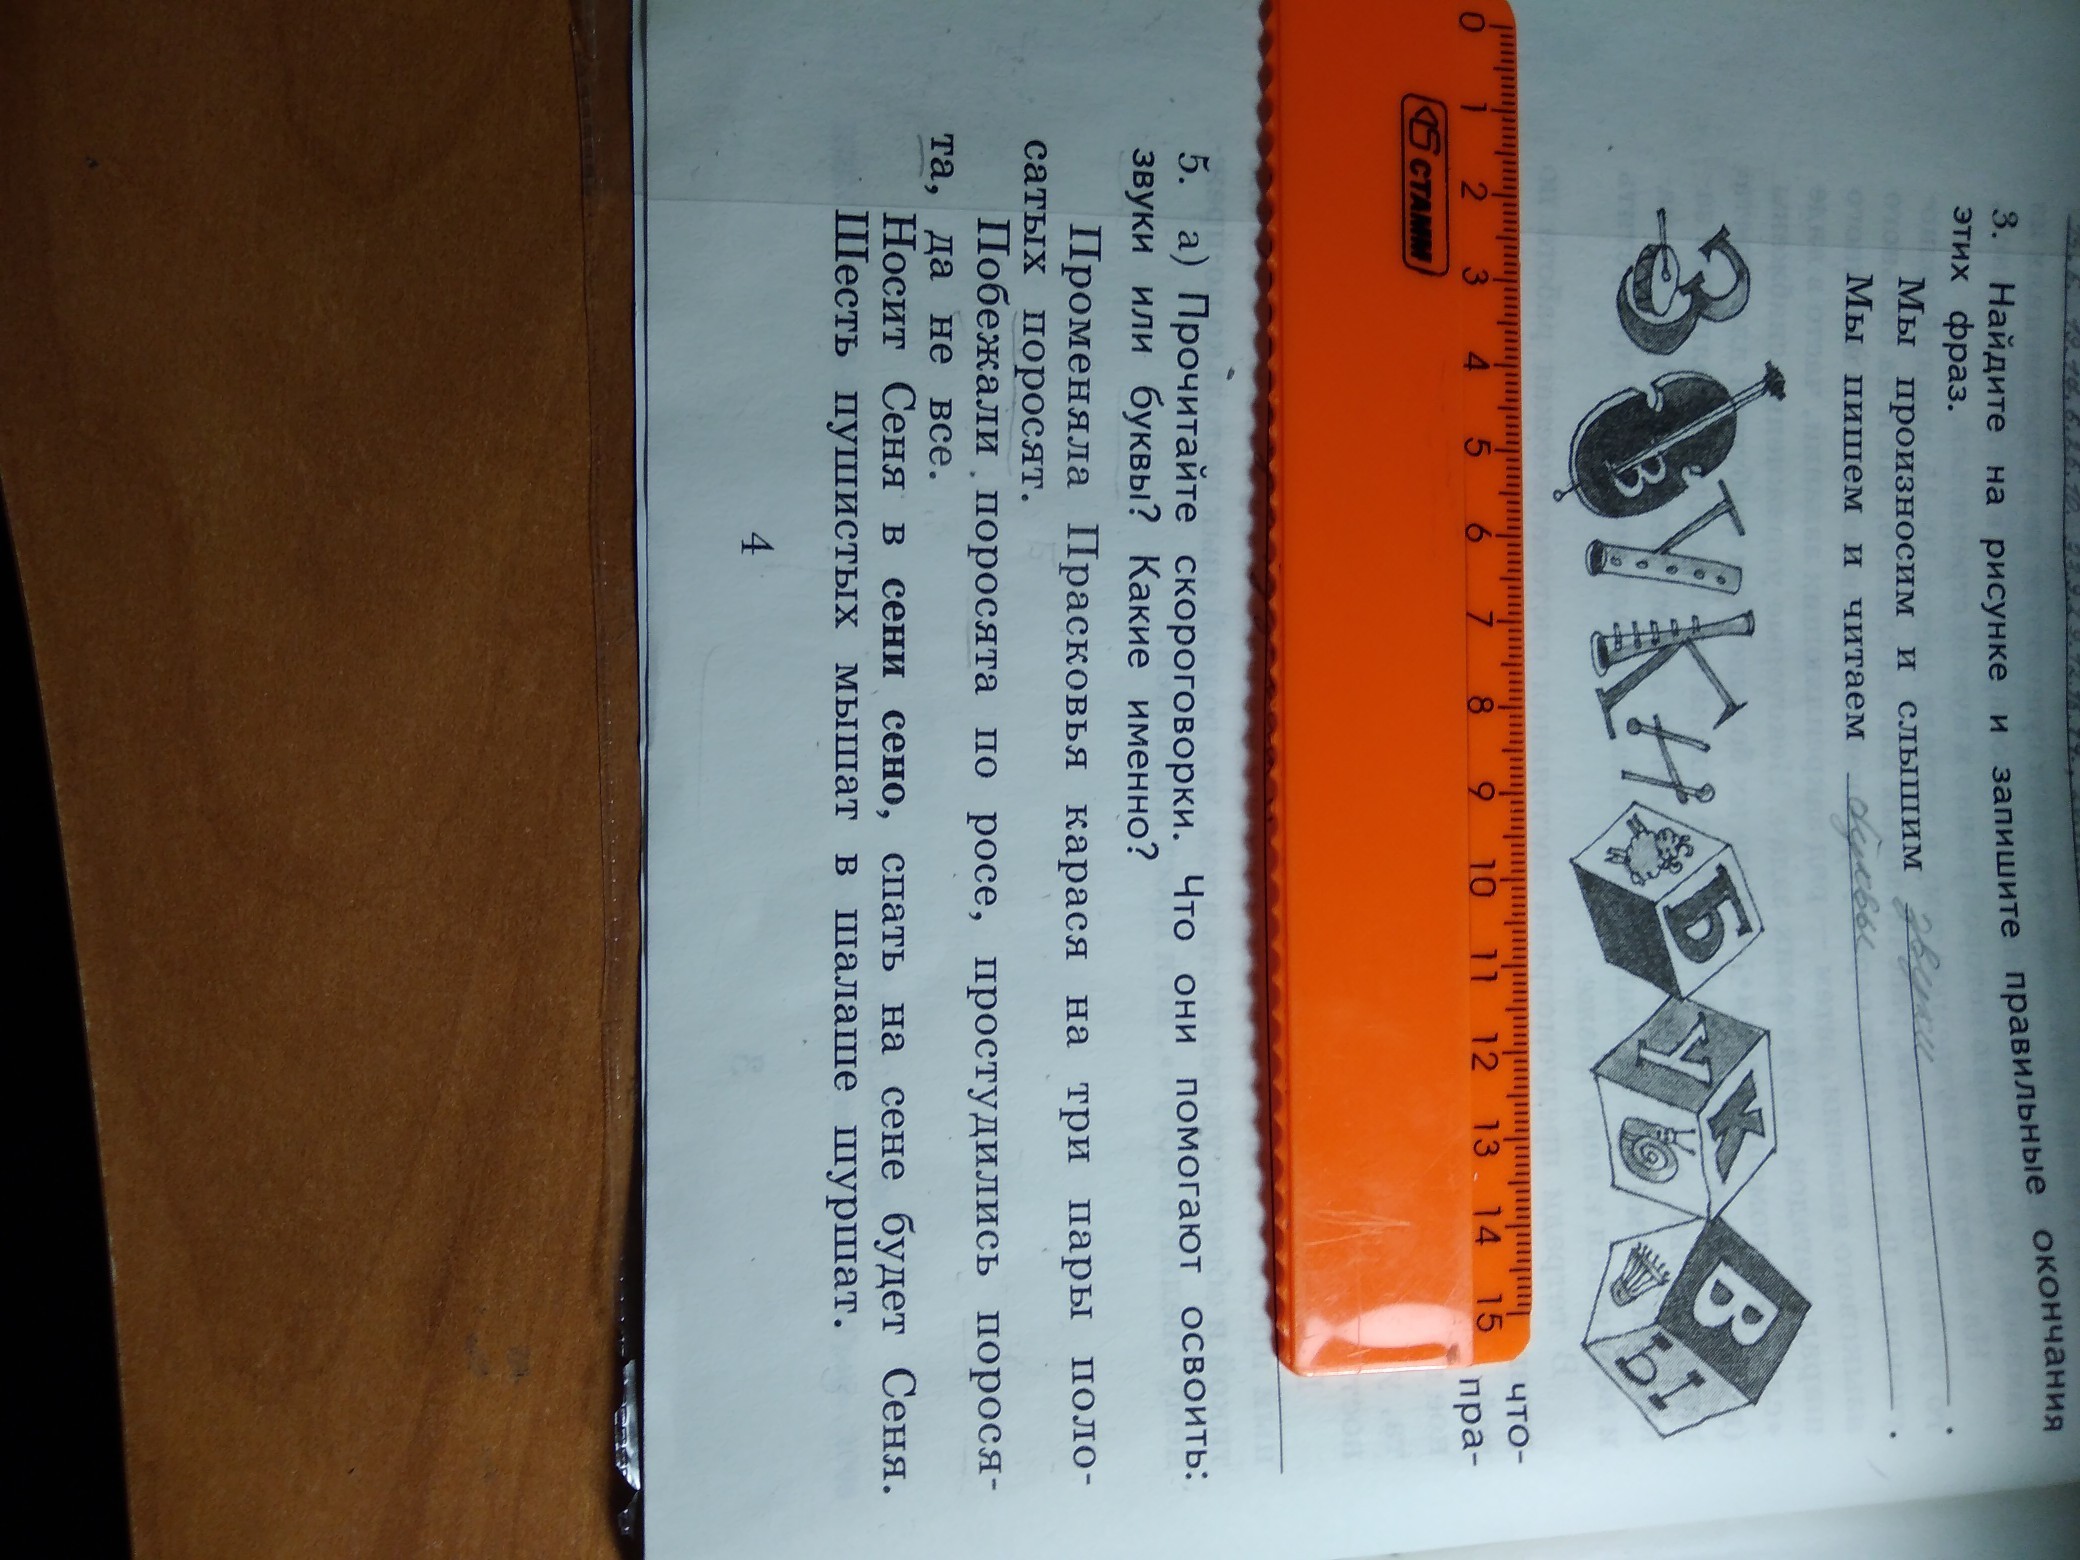 3. Найдите на рисунке и запишите правильные окончания
этих фраз.
Мы произносим и слышим звуки.
Мы пишем и читаем буквы.
ЗВУКИ БУКВЫ
В
что-
пра-
0 1 2 3 4 5 6 7 8 9 10 11 12 13 14 15
СТАММ
5. а) Прочитайте скороговорки. Что они помогают освоить:
звуки или буквы? Какие именно?
Променяла Прасковья карася на три пары поло-
сатых поросят.
Побежали поросята по росе, простудились порося-
та, да не все.
Носит Сеня в сени сено, спать на сене будет Сеня.
Шесть пушистых мышат в шалаше шуршат.
4